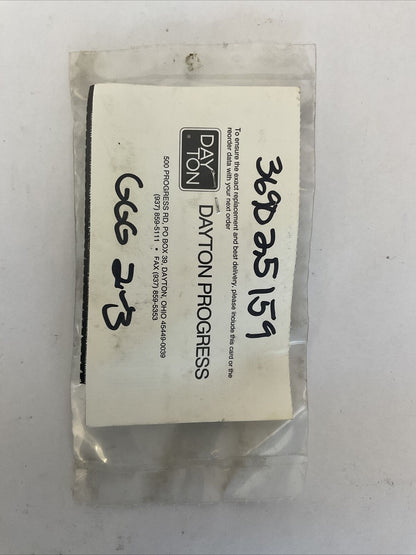 369D25159
To ensure the exact replacement and best delivery, please include this card or the
reorder data with your next order
DAY
TON
DAYTON PROGRESS
500 PROGRESS RD, PO BOX 39, DAYTON, OHIO 45449-0039
(937) 859-5111 • FAX (937) 859-5353
GGG 2-B